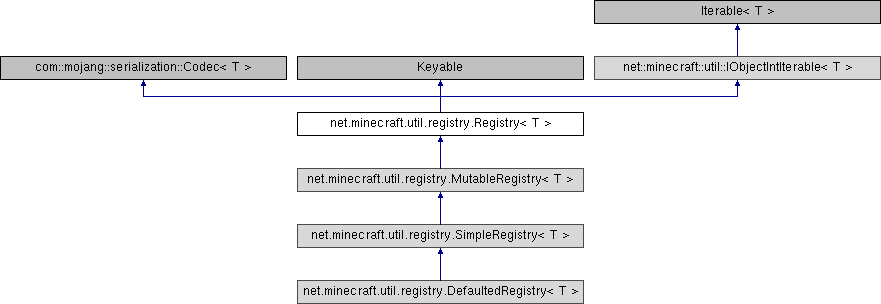 Iterable< T >
com::mojang::serialization::Codec< T >
Keyable
net::minecraft::util::IObjectIntIterable< T >
net.minecraft.util.registry.Registry< T >
net.minecraft.util.registry.MutableRegistry< T >
net.minecraft.util.registry.SimpleRegistry< T >
net.minecraft.util.registry.DefaultedRegistry< T >